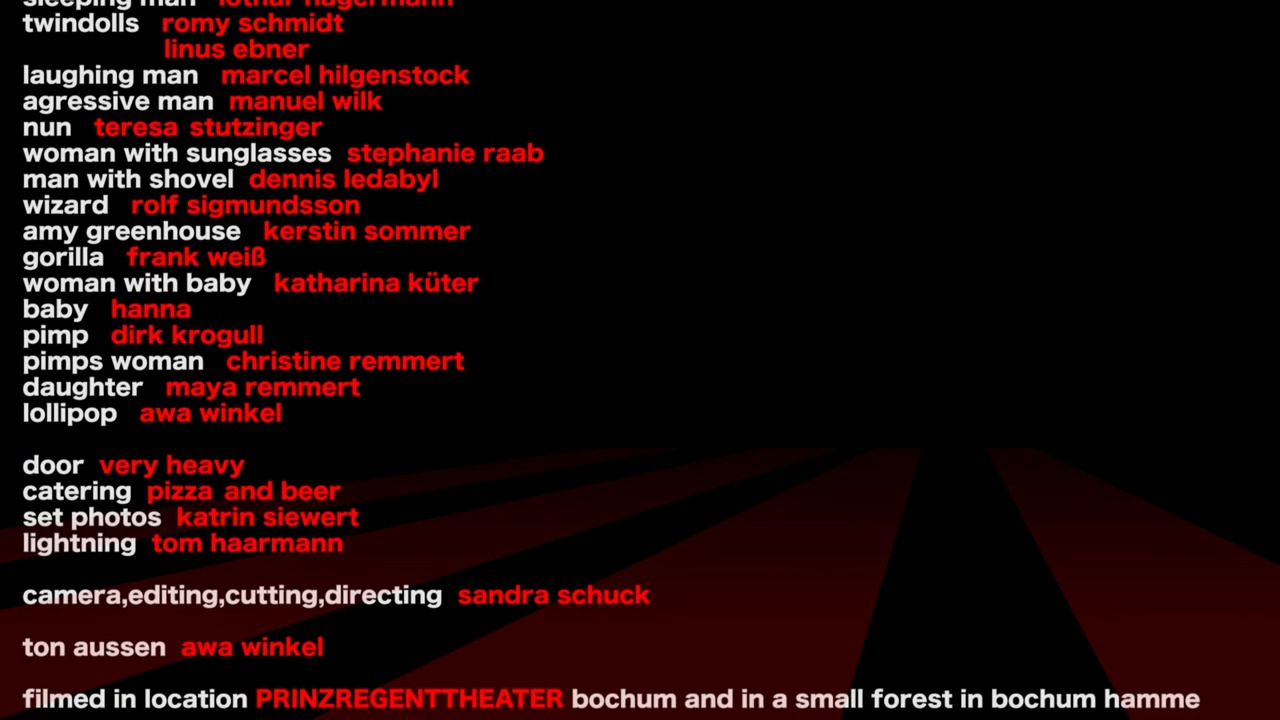 sleeping man lothar hagermann
twindolls romy schmidt
linus ebner
laughing man marcel hilgenstock
agressive man manuel wilk
nun teresa stutzinger
woman with sunglasses stephanie raab
man with shovel dennis ledabyl
wizard rolf sigmundsson
amy greenhouse kerstin sommer
gorilla frank weiß
woman with baby katharina küter
baby hanna
pimp dirk krogull
pimps woman christine remmert
daughter maya remmert
lollipop awa winkel
door very heavy
catering pizza and beer
set photos katrin siewert
lightning tom haarmann
camera,editing,cutting,directing sandra schuck
ton aussen awa winkel
filmed in location PRINZREGENTTHEATER bochum and in a small forest in bochum hamme